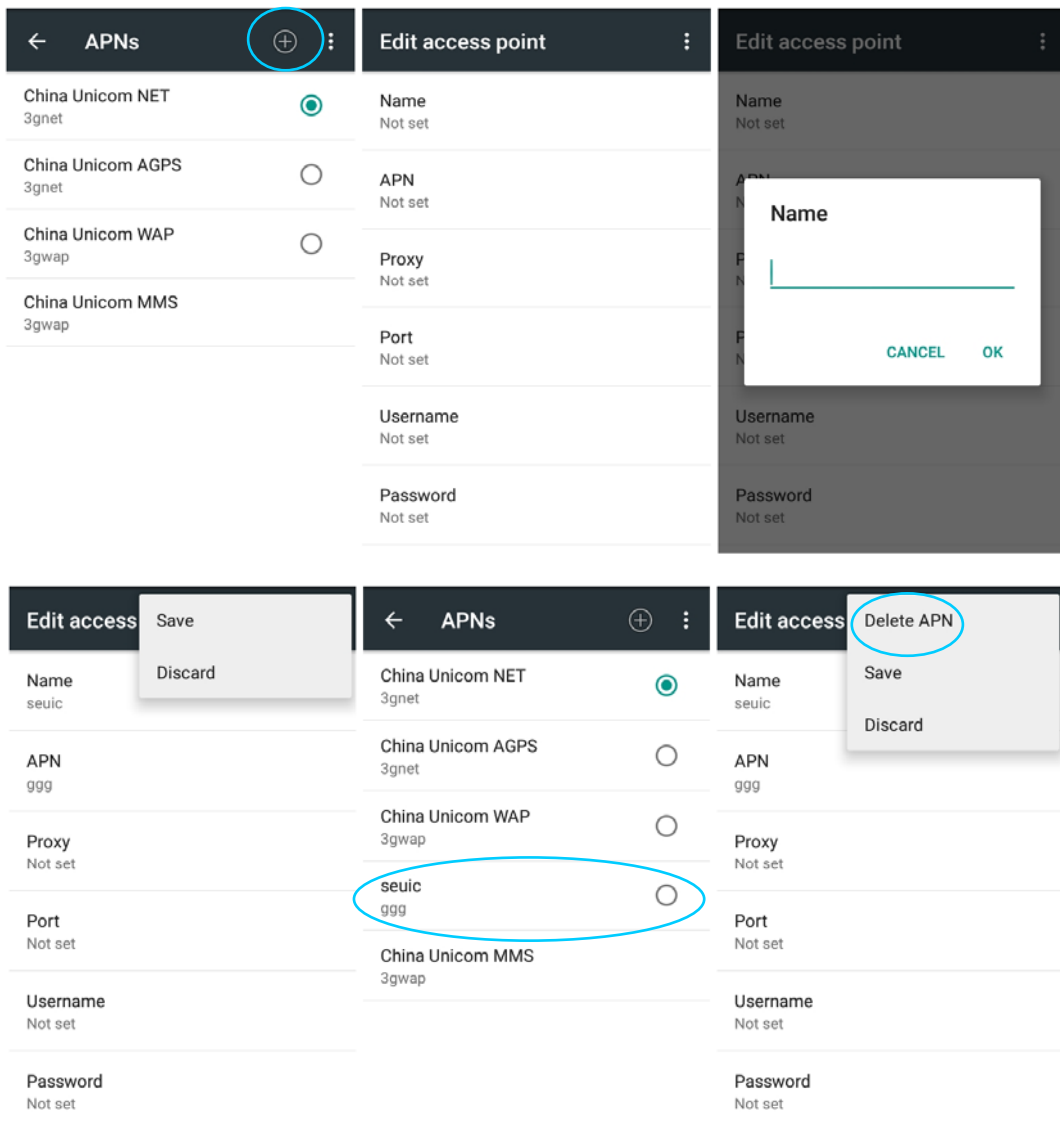 APNs
China Unicom NET
3gnet
China Unicom AGPS
3gnet
China Unicom WAP
3gwap
China Unicom MMS
3gwap
Edit access point
Name
Not set
APN
Not set
Proxy
Not set
Port
Not set
Username
Not set
Password
Not set
Edit access point
Name
Not set
Name
CANCEL OK
Username
Not set
Password
Not set
Edit access
Save
Discard
Name
seuic
APN
ggg
Proxy
Not set
Port
Not set
Username
Not set
Password
Not set
APNs
China Unicom NET
3gnet
China Unicom AGPS
3gnet
China Unicom WAP
3gwap
seuic
ggg
China Unicom MMS
3gwap
Edit access
Delete APN
Save
Discard
Name
seuic
APN
ggg
Proxy
Not set
Port
Not set
Username
Not set
Password
Not set